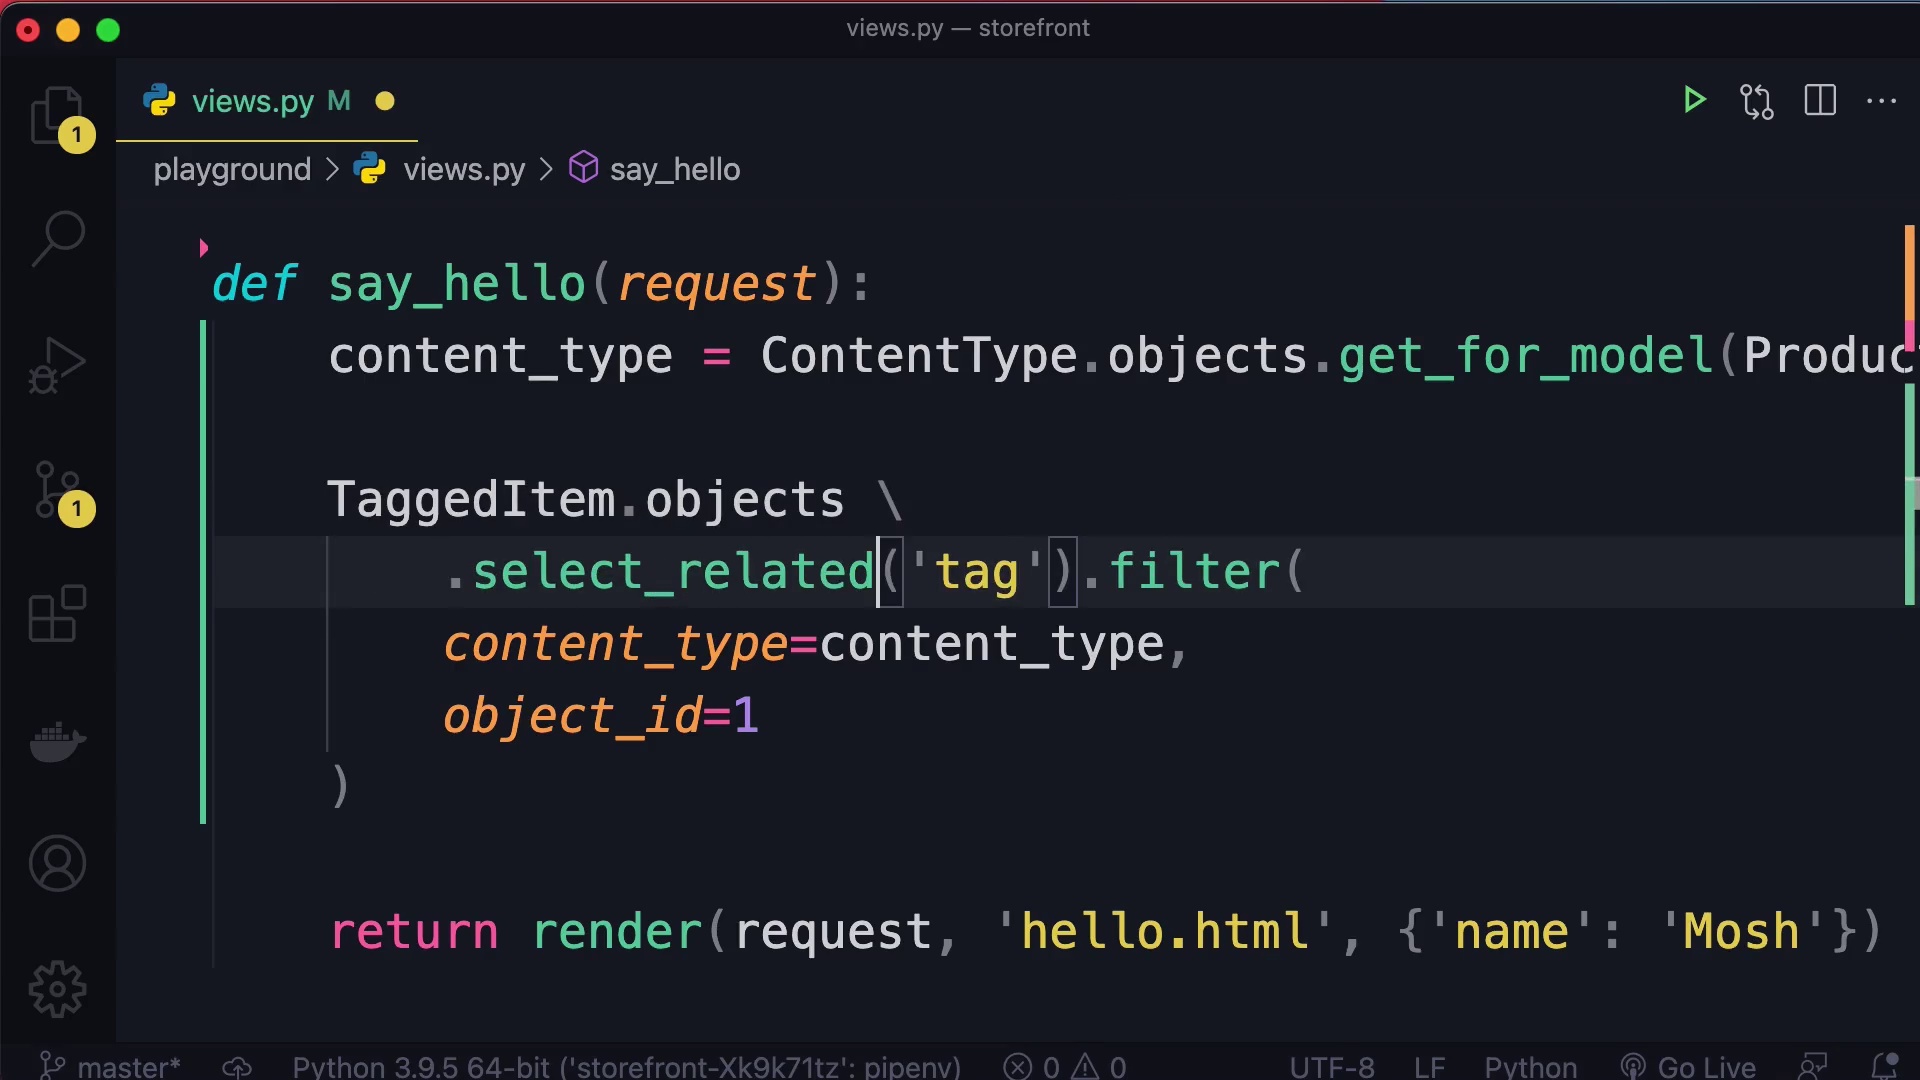 views.py — storefront
views.py M
playground > views.py > say_hello
def say_hello(request):
content_type = ContentType.objects.get_for_model(Produc
TaggedItem.objects \
.select_related('tag').filter(
content_type=content_type,
object_id=1
)
return render(request, 'hello.html', {'name': 'Mosh'})
1
1
master* Python 3.9.5 64-bit ('storefront-Xk9k71tz': pipenv) 0 0 UTF-8 LF Python Go Live